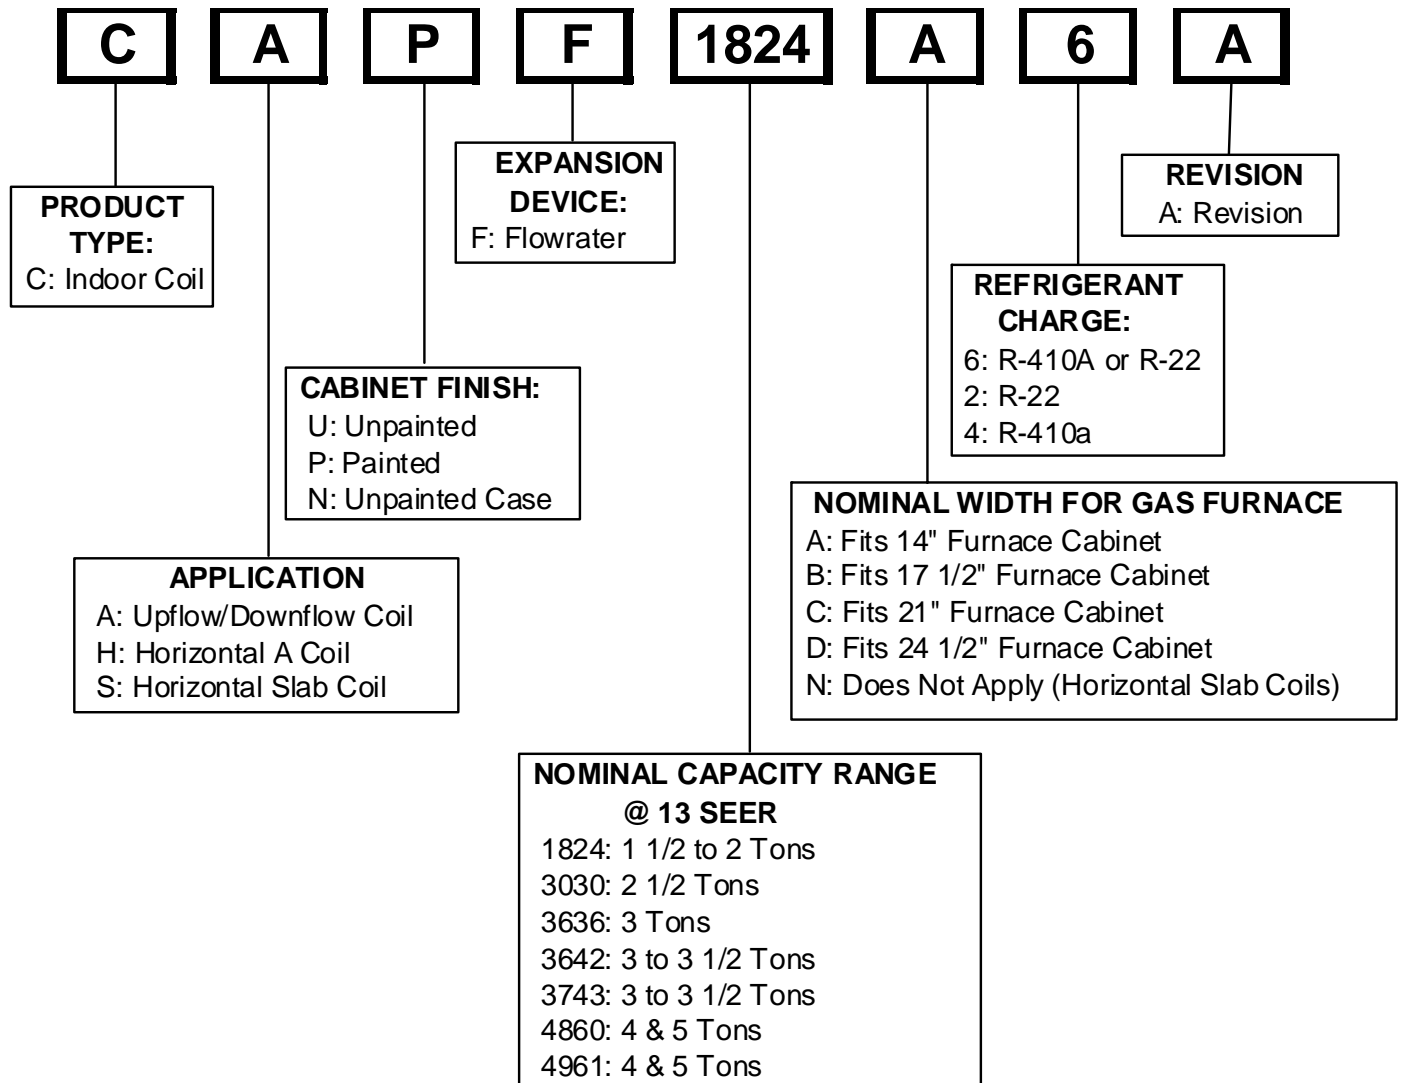 C A P F 1824 A 6 A
PRODUCT
TYPE:
C: Indoor Coil
EXPANSION
DEVICE:
F: Flowrater
REVISION
A: Revision
REFRIGERANT
CHARGE:
6: R-410A or R-22
2: R-22
4: R-410a
CABINET FINISH:
U: Unpainted
P: Painted
N: Unpainted Case
NOMINAL WIDTH FOR GAS FURNACE
A: Fits 14" Furnace Cabinet
B: Fits 17 1/2" Furnace Cabinet
C: Fits 21" Furnace Cabinet
D: Fits 24 1/2" Furnace Cabinet
N: Does Not Apply (Horizontal Slab Coils)
APPLICATION
A: Upflow/Downflow Coil
H: Horizontal A Coil
S: Horizontal Slab Coil
NOMINAL CAPACITY RANGE
@ 13 SEER
1824: 1 1/2 to 2 Tons
3030: 2 1/2 Tons
3636: 3 Tons
3642: 3 to 3 1/2 Tons
3743: 3 to 3 1/2 Tons
4860: 4 & 5 Tons
4961: 4 & 5 Tons